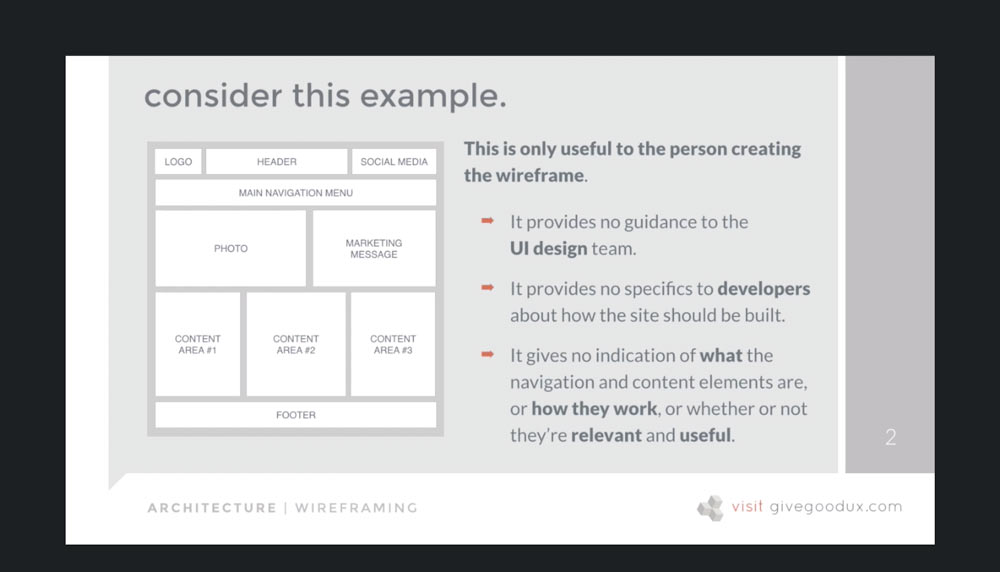 consider this example.
LOGO
HEADER
SOCIAL MEDIA
MAIN NAVIGATION MENU
PHOTO
MARKETING
MESSAGE
CONTENT
AREA #1
CONTENT
AREA #2
CONTENT
AREA #3
FOOTER
This is only useful to the person creating
the wireframe.
➡ It provides no guidance to the
UI design team.
➡ It provides no specifics to developers
about how the site should be built.
➡ It gives no indication of what the
navigation and content elements are,
or how they work, or whether or not
they're relevant and useful.
2
ARCHITECTURE | WIREFRAMING
visit givegoodux.com